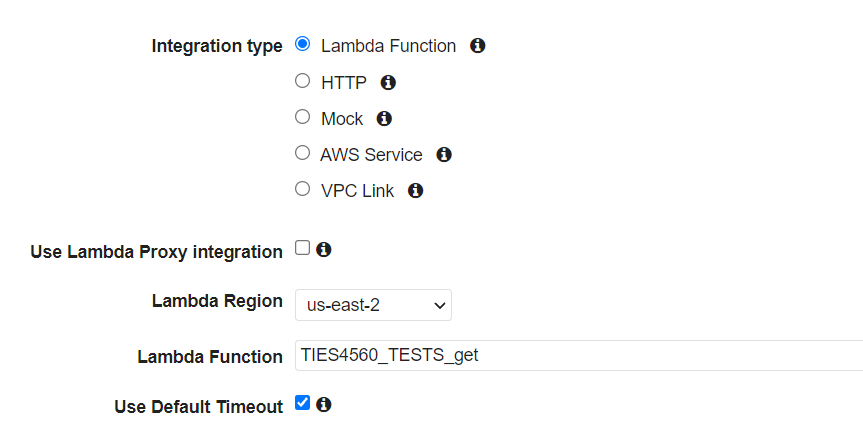 Integration type Lambda Function
HTTP
Mock
AWS Service
VPC Link
Use Lambda Proxy integration
Lambda Region us-east-2
Lambda Function TIES4560_TESTS_get
Use Default Timeout